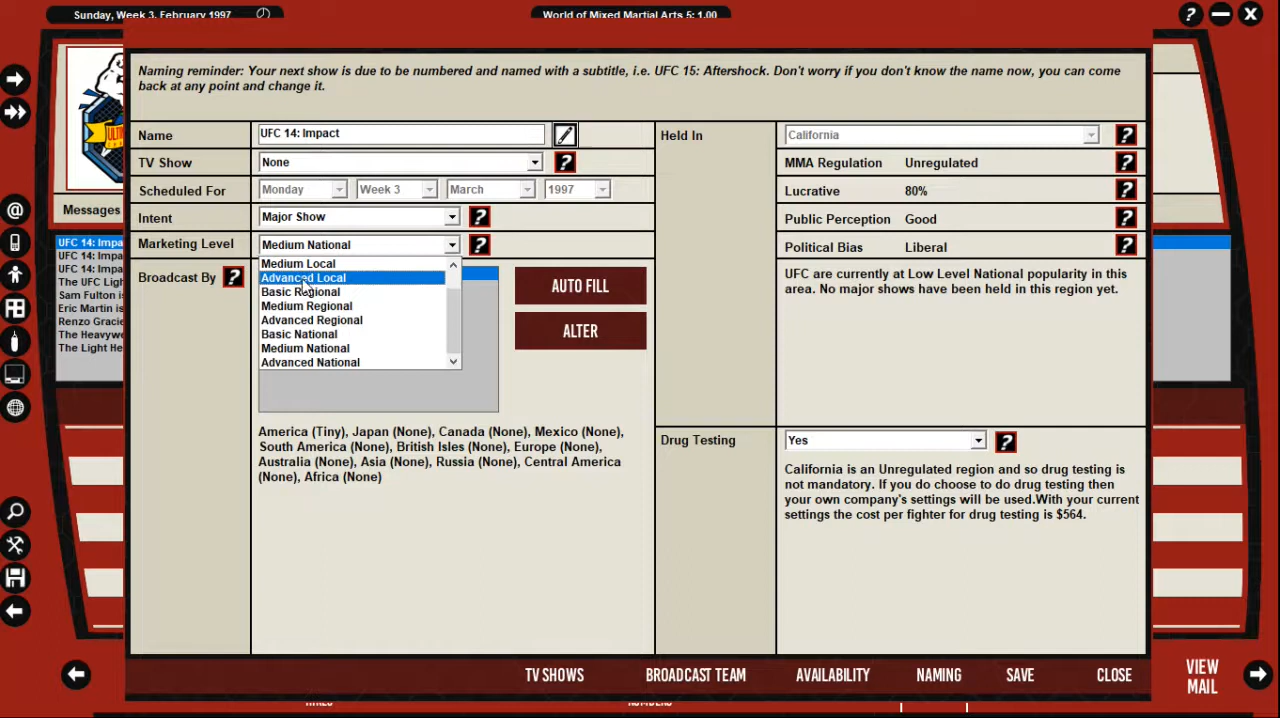 Sunday, Week 3, February 1997
World of Mixed Martial Arts 5: 1.00
?
X
Naming reminder: Your next show is due to be numbered and named with a subtitle, i.e. UFC 15: Aftershock. Don't worry if you don't know the name now, you can come
back at any point and change it.
Name
UFC 14: Impact
TV Show
None
?
Scheduled For
Monday
Week 3
March
1997
Intent
Major Show
?
Marketing Level
Medium National
?
Medium Local
Advanced Local
Basic Regional
Medium Regional
Advanced Regional
Basic National
Medium National
Advanced National
Broadcast By
?
AUTO FILL
ALTER
America (Tiny), Japan (None), Canada (None), Mexico (None),
South America (None), British Isles (None), Europe (None),
Australia (None), Asia (None), Russia (None), Central America
(None), Africa (None)
Held In
California
?
MMA Regulation
Unregulated
?
Lucrative
80%
?
Public Perception
Good
?
Political Bias
Liberal
?
UFC are currently at Low Level National popularity in this
area. No major shows have been held in this region yet.
Drug Testing
Yes
?
California is an Unregulated region and so drug testing is
not mandatory. If you do choose to do drug testing then
your own company's settings will be used.With your current
settings the cost per fighter for drug testing is $564.
Messages
UFC 14: Impa
UFC 14: Impa
UFC 14: Impa
The UFC Ligh
Sam Fulton is
Eric Martin is
Renzo Gracie
The Heavywe
The Light He
TV SHOWS
BROADCAST TEAM
AVAILABILITY
NAMING
SAVE
CLOSE
VIEW
MAIL